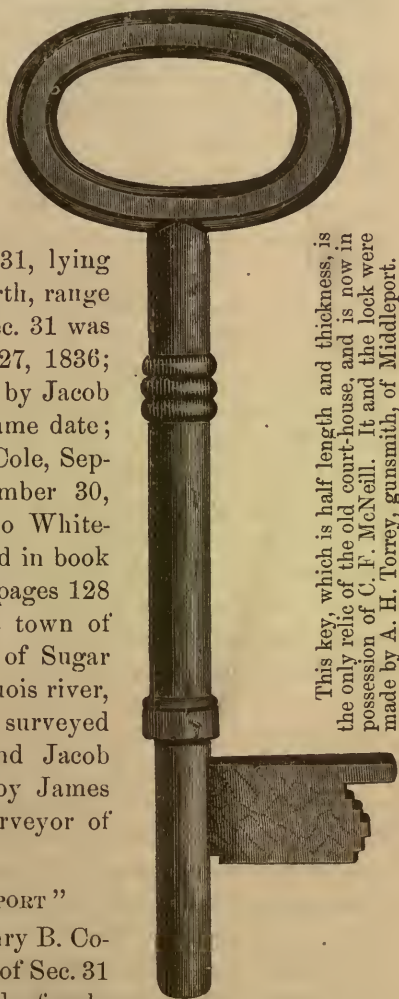 31, lying
rth, range
ec. 31 was
27, 1836;
by Jacob
ame date;
Cole, Sep-
mber 30,
o White-
d in book
pages 128
town of
of Sugar
uois river,
surveyed
nd Jacob
by James
rveyor of
PORT"
ary B. Co-
of Sec. 31
This key, which is half length and thickness, is
the only relic of the old court-house, and is now in
possession of C. F. McNeill. It and the lock were
made by A. H. Torrey, gunsmith, of Middleport.